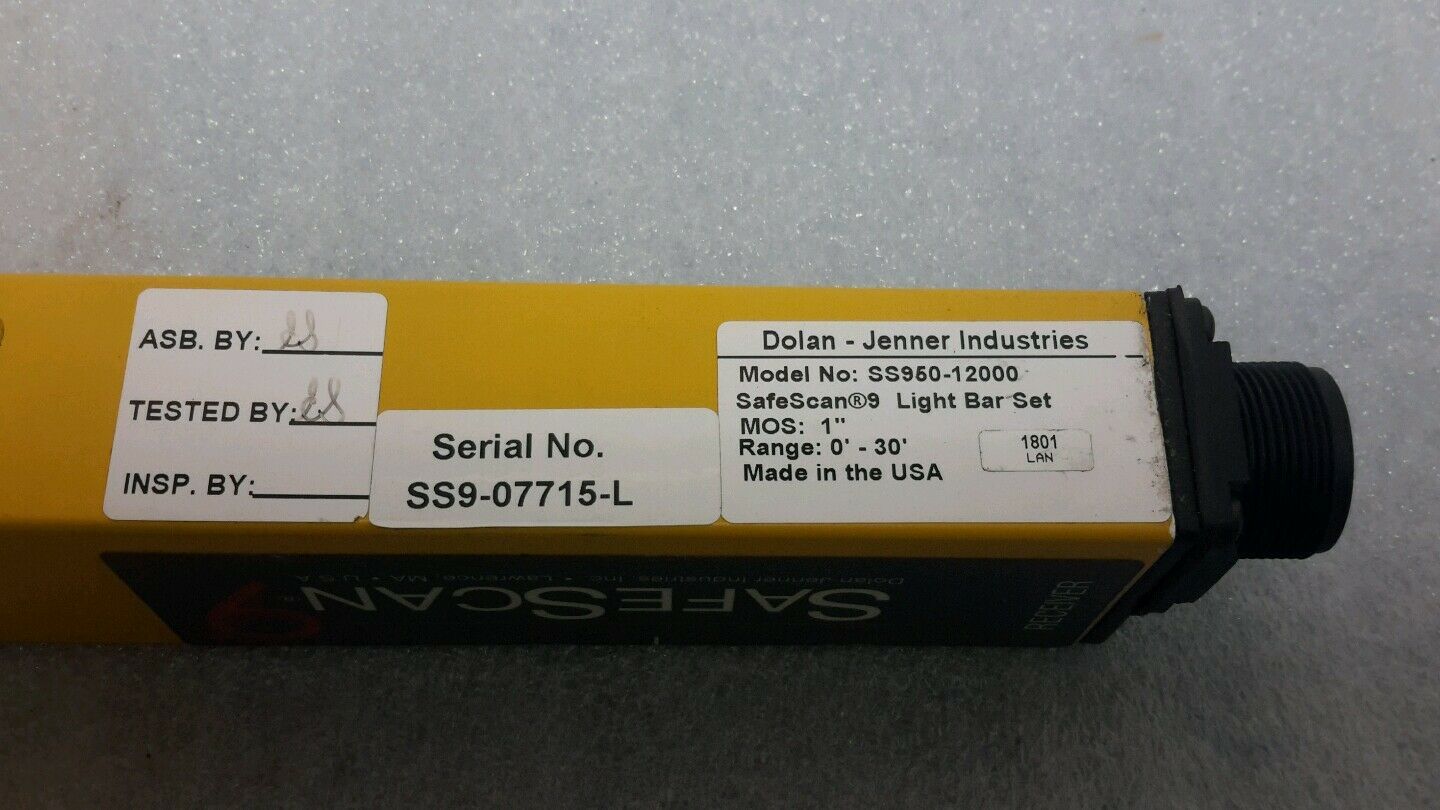 ASB. BY:
TESTED BY:
INSP. BY:
Serial No.
SS9-07715-L
Dolan - Jenner Industries
Model No: SS950-12000
SafeScan®9 Light Bar Set
MOS: 1"
Range: 0' - 30'
Made in the USA
1801
LAN
RECEIVER
SAFESCAN® 9
Dolan Jenner Industries, Inc. • Lawrence, MA • U.S.A.